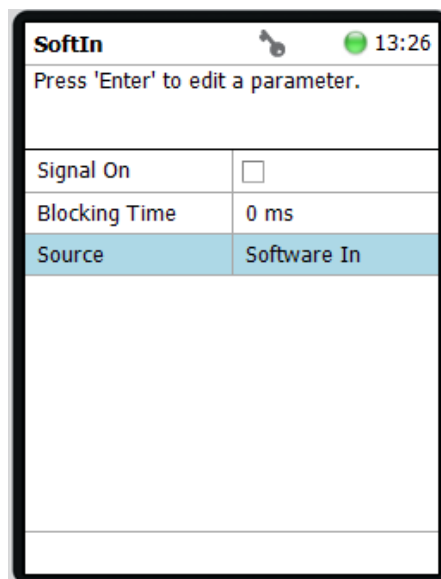 SoftIn 13:26
Press 'Enter' to edit a parameter.
Signal On
Blocking Time 0 ms
Source Software In